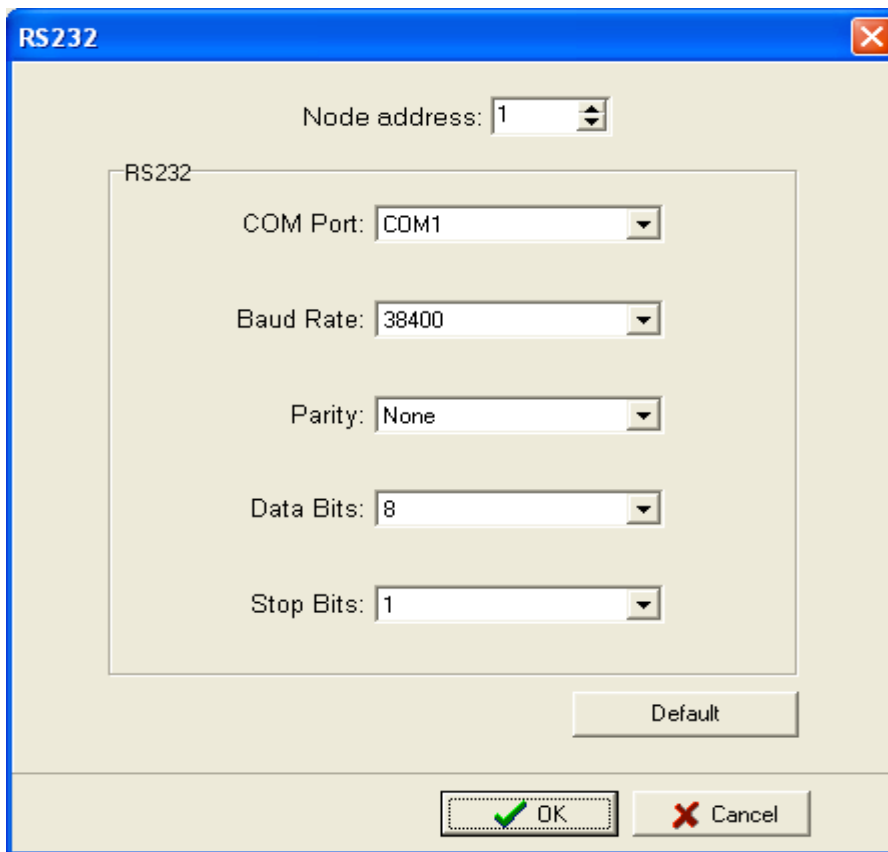 RS232
Node address: 1
RS232
COM Port: COM1
Baud Rate: 38400
Parity: None
Data Bits: 8
Stop Bits: 1
Default
OK Cancel